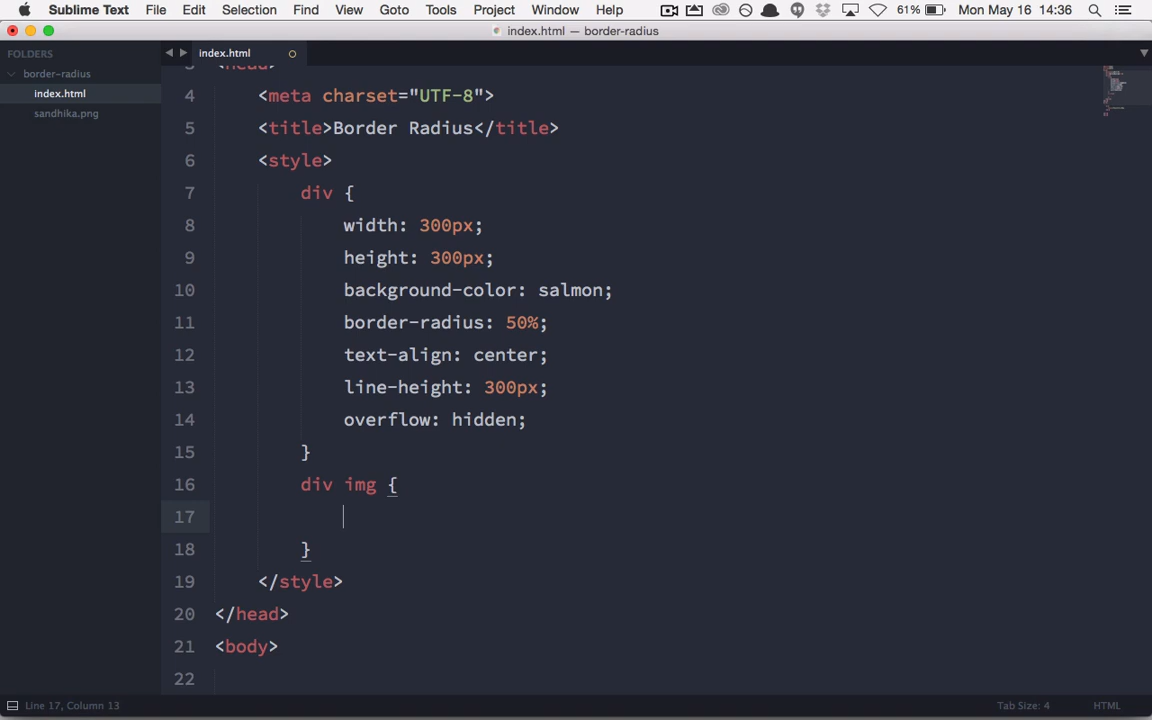 Sublime Text File Edit Selection Find View Goto Tools Project Window Help 61% Mon May 16 14:36
index.html — border-radius
FOLDERS
border-radius
index.html
sandhika.png
index.html
3 <head>
4 <meta charset="UTF-8">
5 <title>Border Radius</title>
6 <style>
7 div {
8 width: 300px;
9 height: 300px;
10 background-color: salmon;
11 border-radius: 50%;
12 text-align: center;
13 line-height: 300px;
14 overflow: hidden;
15 }
16 div img {
17
18 }
19 </style>
20 </head>
21 <body>
22
Line 17, Column 13 Tab Size: 4 HTML